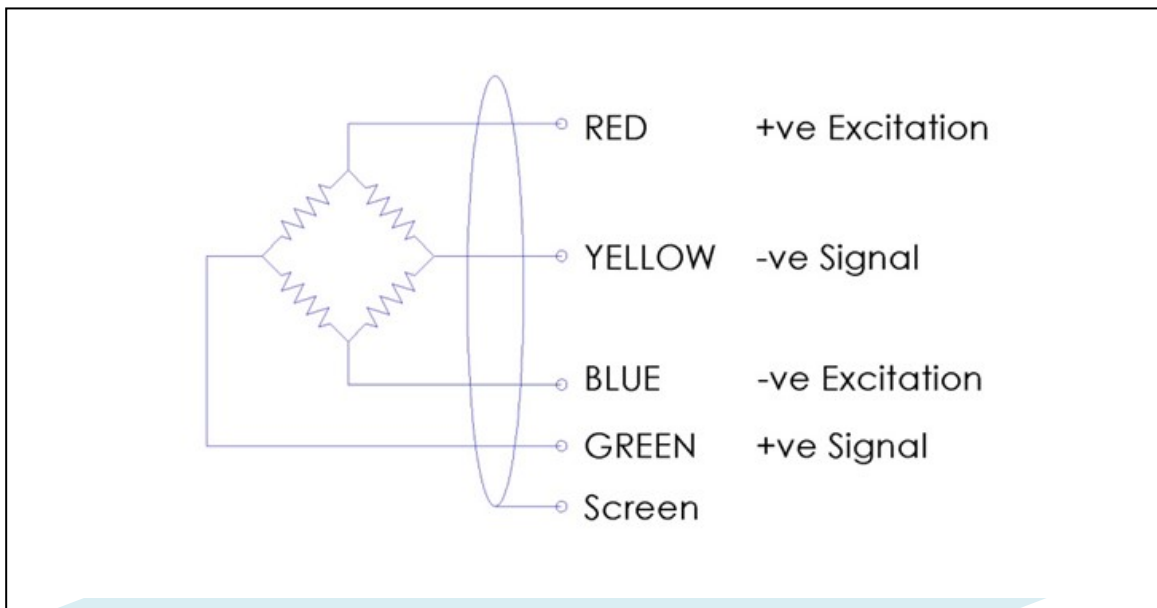 RED +ve Excitation
YELLOW -ve Signal
BLUE -ve Excitation
GREEN +ve Signal
Screen